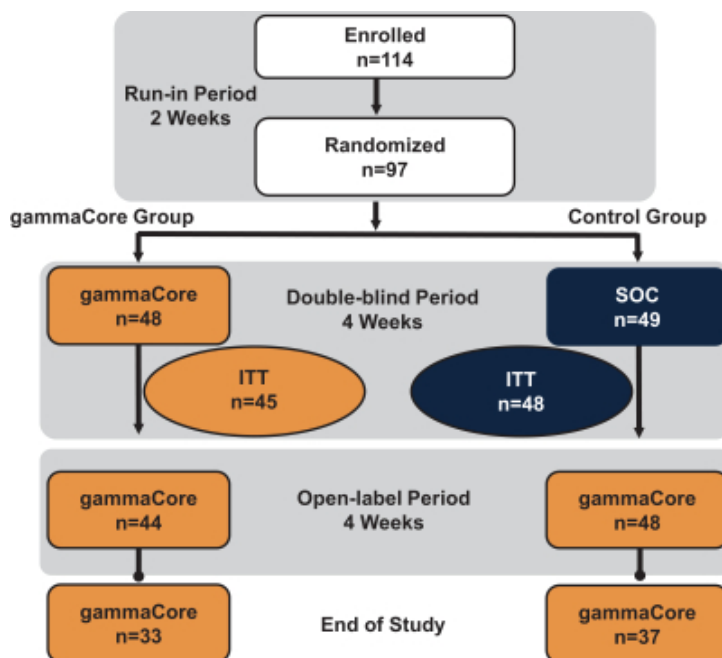 Enrolled
n=114
Run-in Period
2 Weeks
Randomized
n=97
gammaCore Group
Control Group
gammaCore
n=48
Double-blind Period
4 Weeks
SOC
n=49
ITT
n=45
ITT
n=48
gammaCore
n=44
Open-label Period
4 Weeks
gammaCore
n=48
gammaCore
n=33
End of Study
gammaCore
n=37